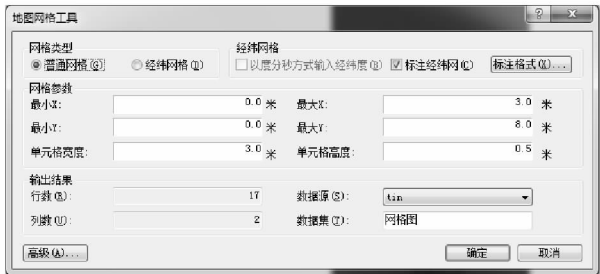 地图网格工具
网格类型
普通网格(G) 经纬网格(J)
经纬网格
以度分秒方式输入经纬度(B) 标注经纬网(C) 标注格式(X)...
网格参数
最小X: 0.0 米 最大X: 3.0 米
最小Y: 0.0 米 最大Y: 8.0 米
单元格宽度: 3.0 米 单元格高度: 0.5 米
输出结果
行数(R): 17 数据源(S): tin
列数(U): 2 数据集(T): 网格图
高级(A)... 确定 取消